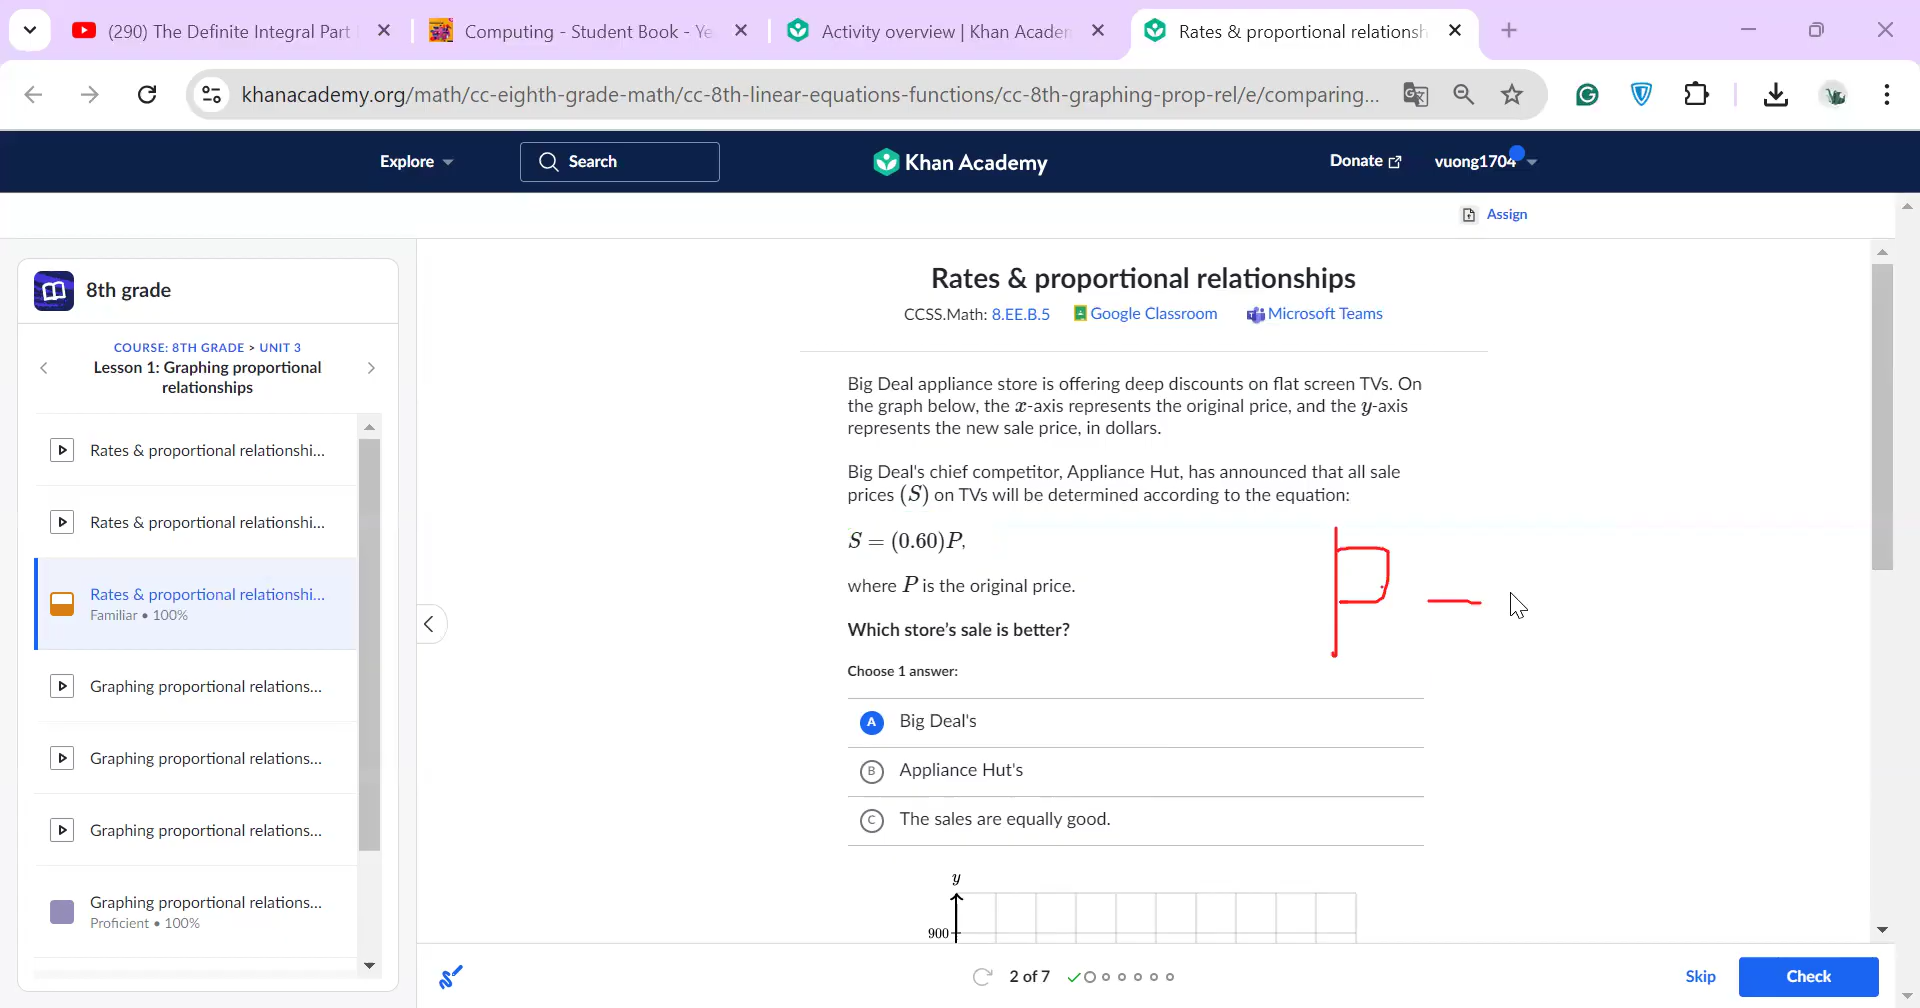 (290) The Definite Integral Part
Computing - Student Book - Ye
Activity overview | Khan Academ
Rates & proportional relationsh
khanacademy.org/math/cc-eighth-grade-math/cc-8th-linear-equations-functions/cc-8th-graphing-prop-rel/e/comparing...
Explore
Search
Khan Academy
Donate
vuong1704
Assign
8th grade
COURSE: 8TH GRADE > UNIT 3
Lesson 1: Graphing proportional
relationships
Rates & proportional relationshi...
Rates & proportional relationshi...
Rates & proportional relationshi...
Familiar • 100%
Graphing proportional relations...
Graphing proportional relations...
Graphing proportional relations...
Graphing proportional relations...
Proficient • 100%
Rates & proportional relationships
CCSS.Math: 8.EE.B.5 Google Classroom Microsoft Teams
Big Deal appliance store is offering deep discounts on flat screen TVs. On
the graph below, the x-axis represents the original price, and the y-axis
represents the new sale price, in dollars.
Big Deal's chief competitor, Appliance Hut, has announced that all sale
prices (S) on TVs will be determined according to the equation:
S = (0.60)P,
where P is the original price.
P –
Which store's sale is better?
Choose 1 answer:
A Big Deal's
B Appliance Hut's
C The sales are equally good.
y
900
2 of 7
Skip
Check